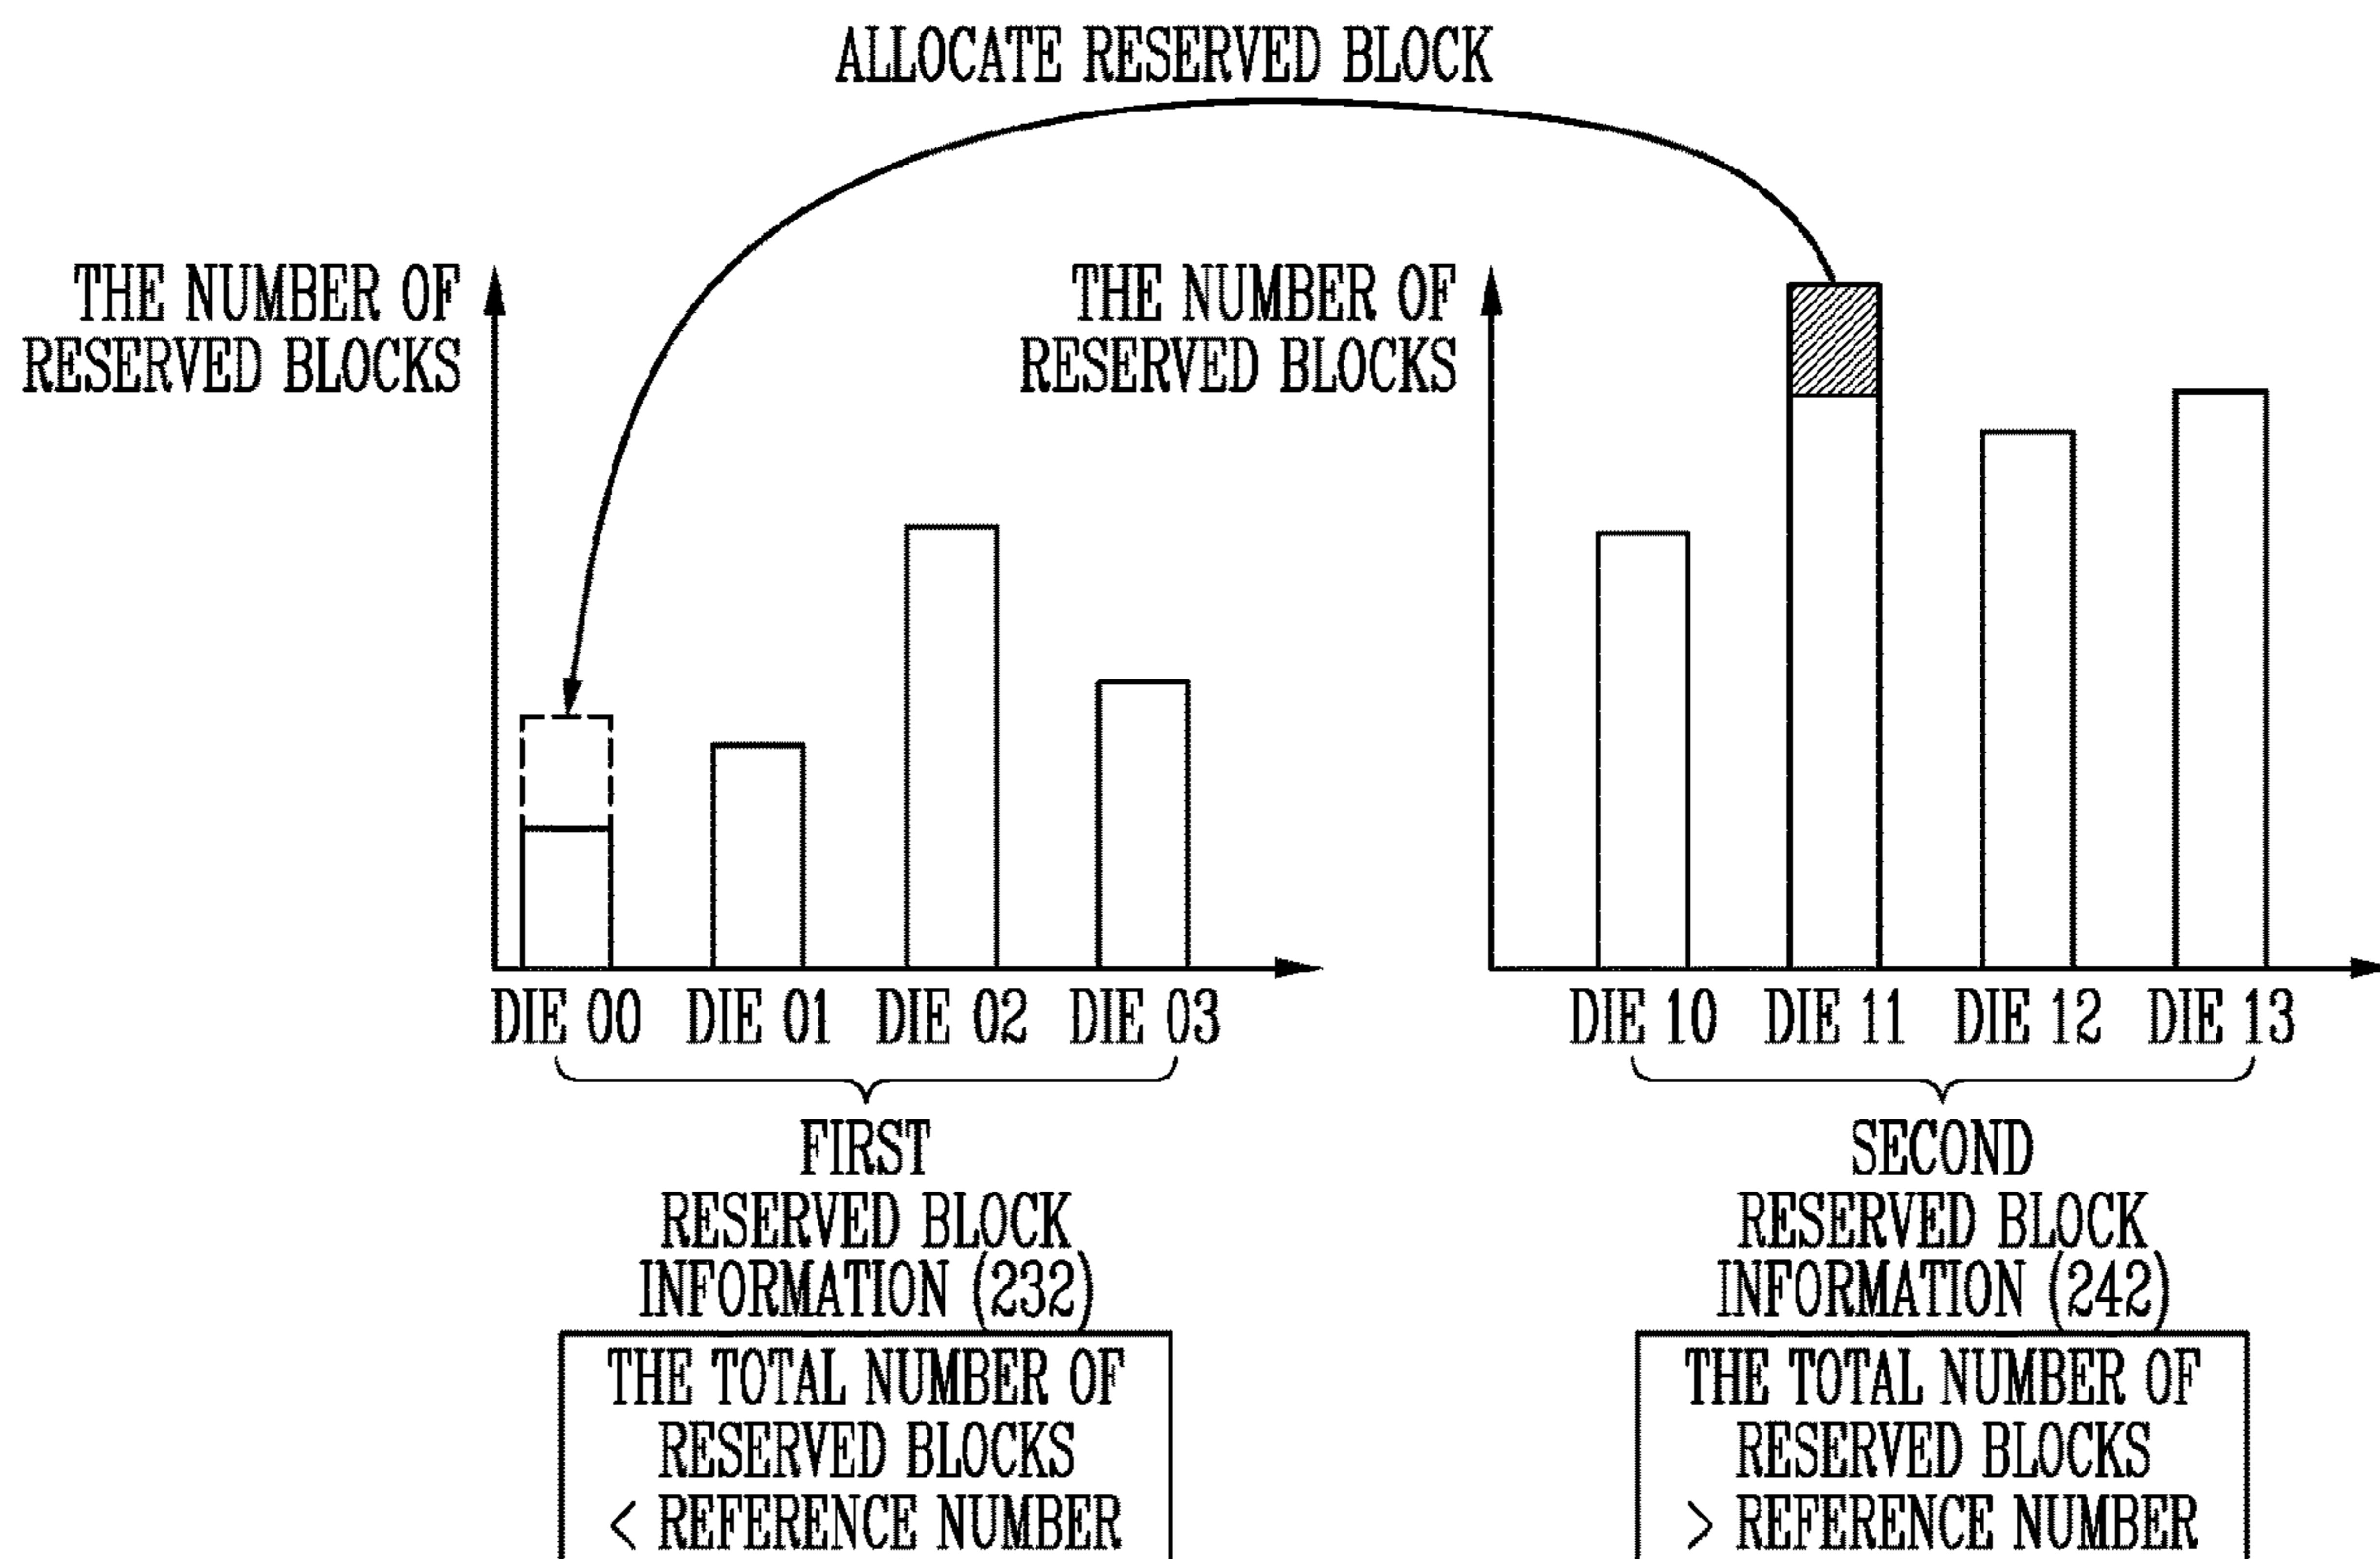 ALLOCATE RESERVED BLOCK
THE NUMBER OF
RESERVED BLOCKS
THE NUMBER OF
RESERVED BLOCKS
DIE 00 DIE 01 DIE 02 DIE 03
DIE 10 DIE 11 DIE 12 DIE 13
FIRST
RESERVED BLOCK
INFORMATION (232)
THE TOTAL NUMBER OF
RESERVED BLOCKS
< REFERENCE NUMBER
SECOND
RESERVED BLOCK
INFORMATION (242)
THE TOTAL NUMBER OF
RESERVED BLOCKS
> REFERENCE NUMBER